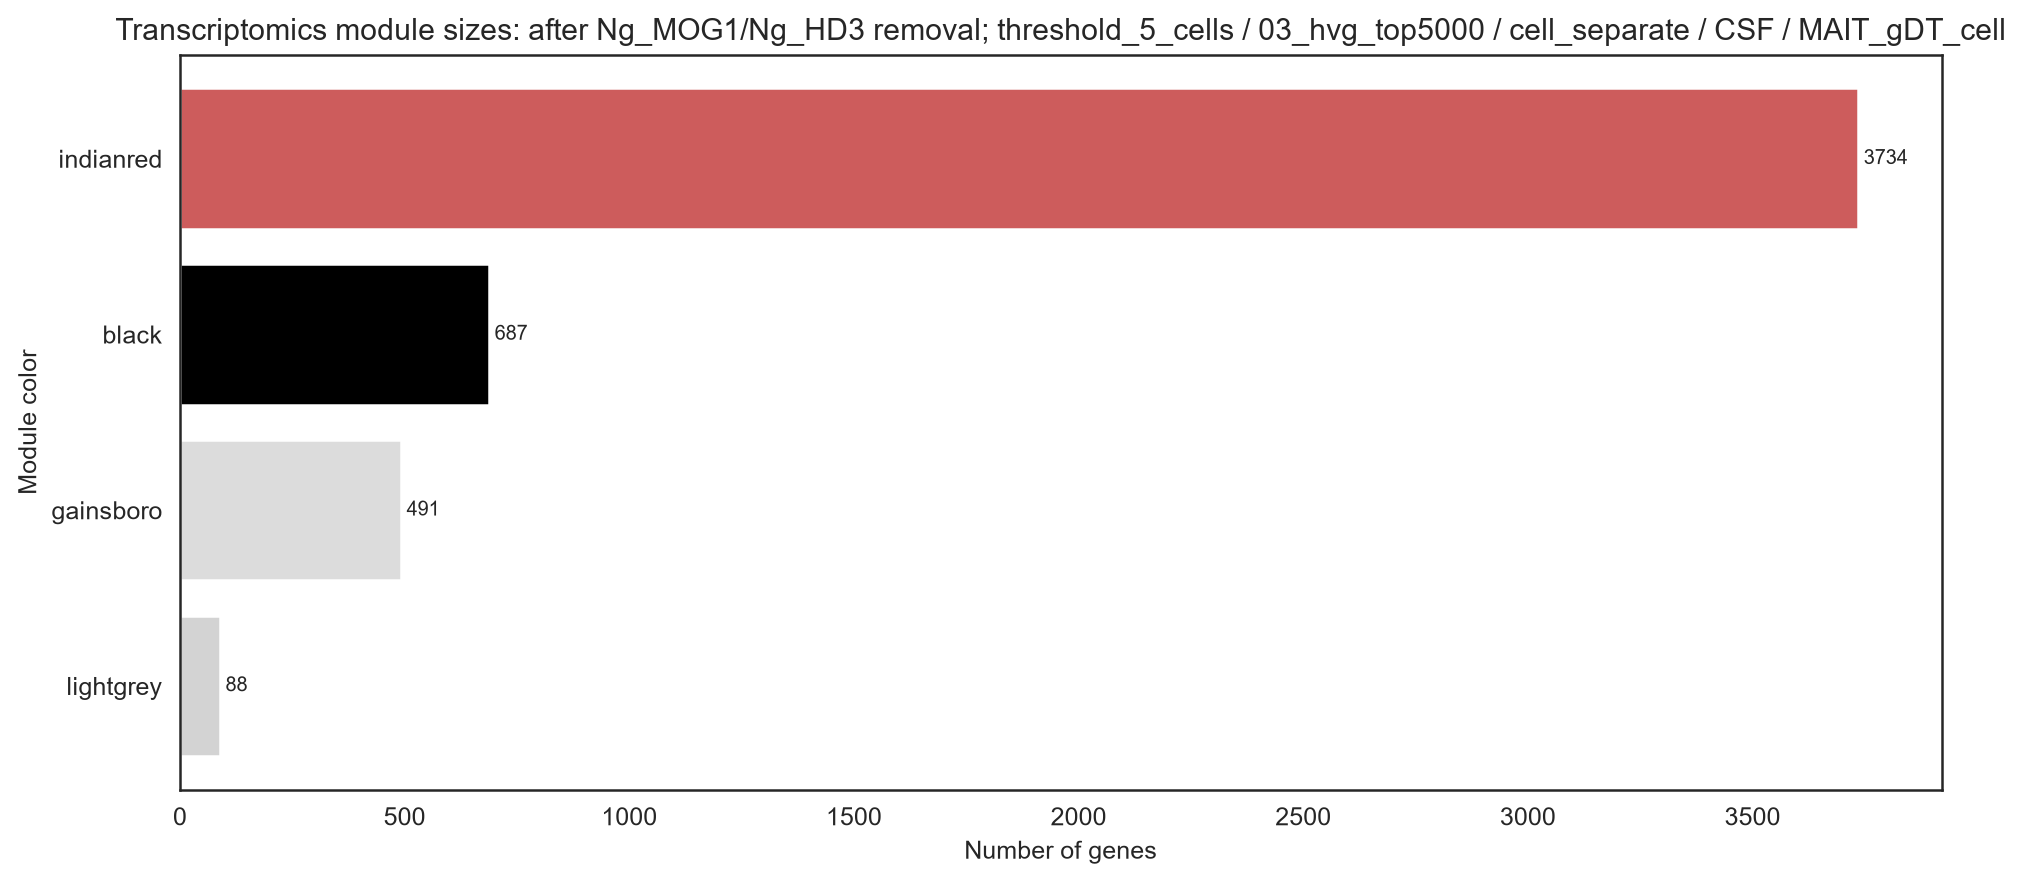 Transcriptomics module sizes: after Ng_MOG1/Ng_HD3 removal; threshold_5_cells / 03_hvg_top5000 / cell_separate / CSF / MAIT_gDT_cell
indianred
3734
black
687
Module color
gainsboro
491
lightgrey
88
0
500
1000
1500
2000
2500
3000
3500
Number of genes